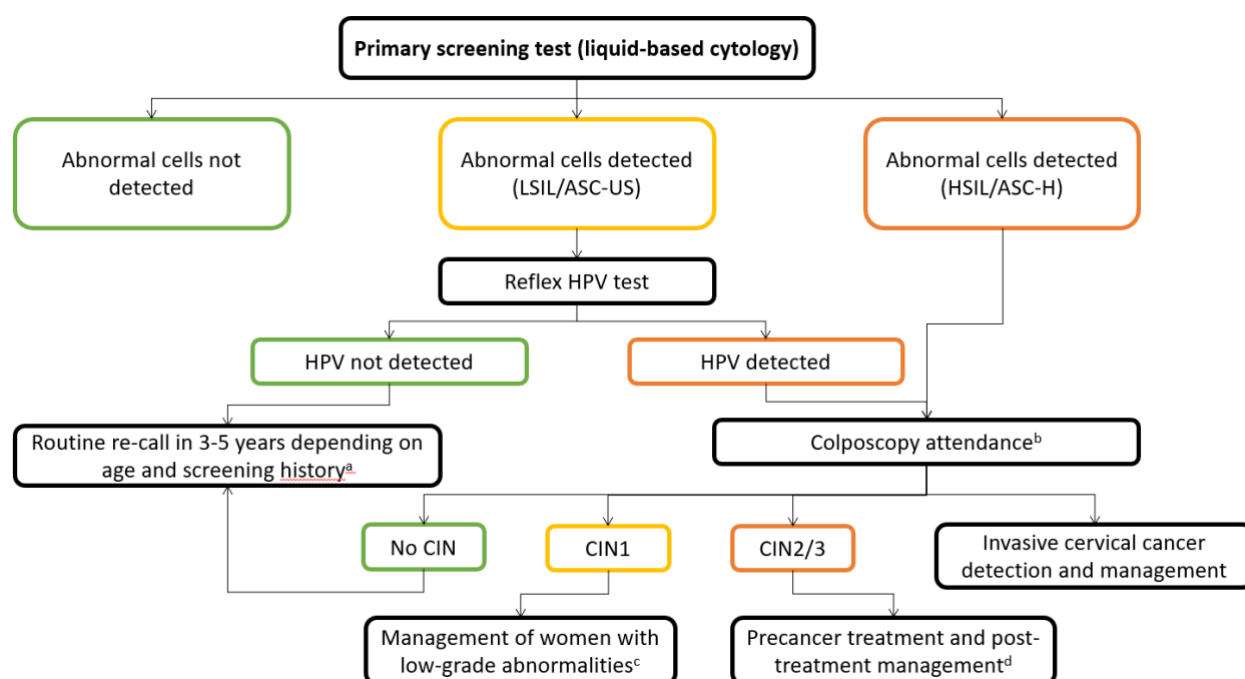 Primary screening test (liquid-based cytology)
Abnormal cells not
detected
Abnormal cells detected
(LSIL/ASC-US)
Abnormal cells detected
(HSIL/ASC-H)
Reflex HPV test
HPV not detected
HPV detected
Routine re-call in 3-5 years depending on
age and screening historyᵃ
Colposcopy attendanceᵇ
No CIN
CIN1
CIN2/3
Invasive cervical cancer
detection and management
Management of women with
low-grade abnormalitiesᶜ
Precancer treatment and post-
treatment managementᵈ